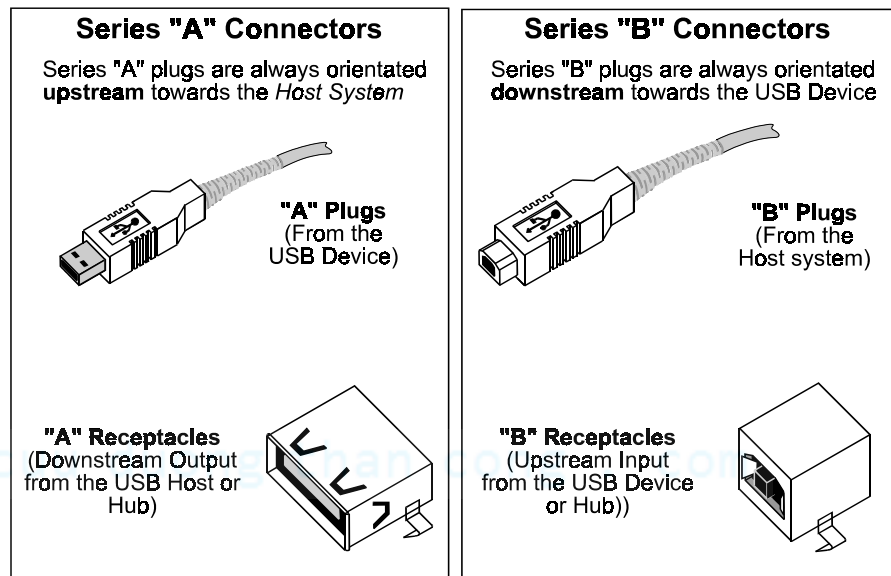 Series "A" Connectors
Series "A" plugs are always orientated
upstream towards the Host System
"A" Plugs
(From the
USB Device)
"A" Receptacles
(Downstream Output
from the USB Host or
Hub)
Series "B" Connectors
Series "B" plugs are always orientated
downstream towards the USB Device
"B" Plugs
(From the
Host system)
"B" Receptacles
(Upstream Input
from the USB Device
or Hub))